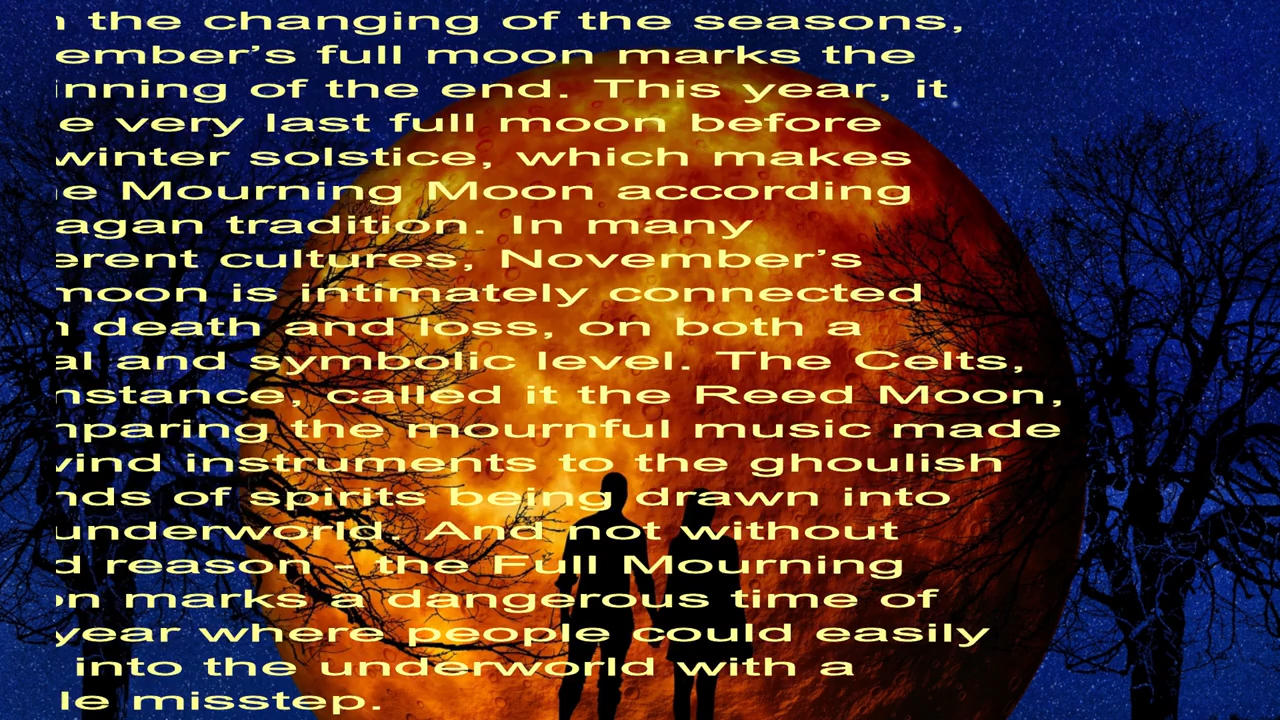 the changing of the seasons,
ember's full moon marks the
nning of the end. This year, it
e very last full moon before
winter solstice, which makes
e Mourning Moon according
agan tradition. In many
erent cultures, November's
moon is intimately connected
death and loss, on both a
al and symbolic level. The Celts,
nstance, called it the Reed Moon,
mparing the mournful music made
wind instruments to the ghoulish
nds of spirits being drawn into
underworld. And not without
d reason - the Full Mourning
on marks a dangerous time of
year where people could easily
into the underworld with a
le misstep.